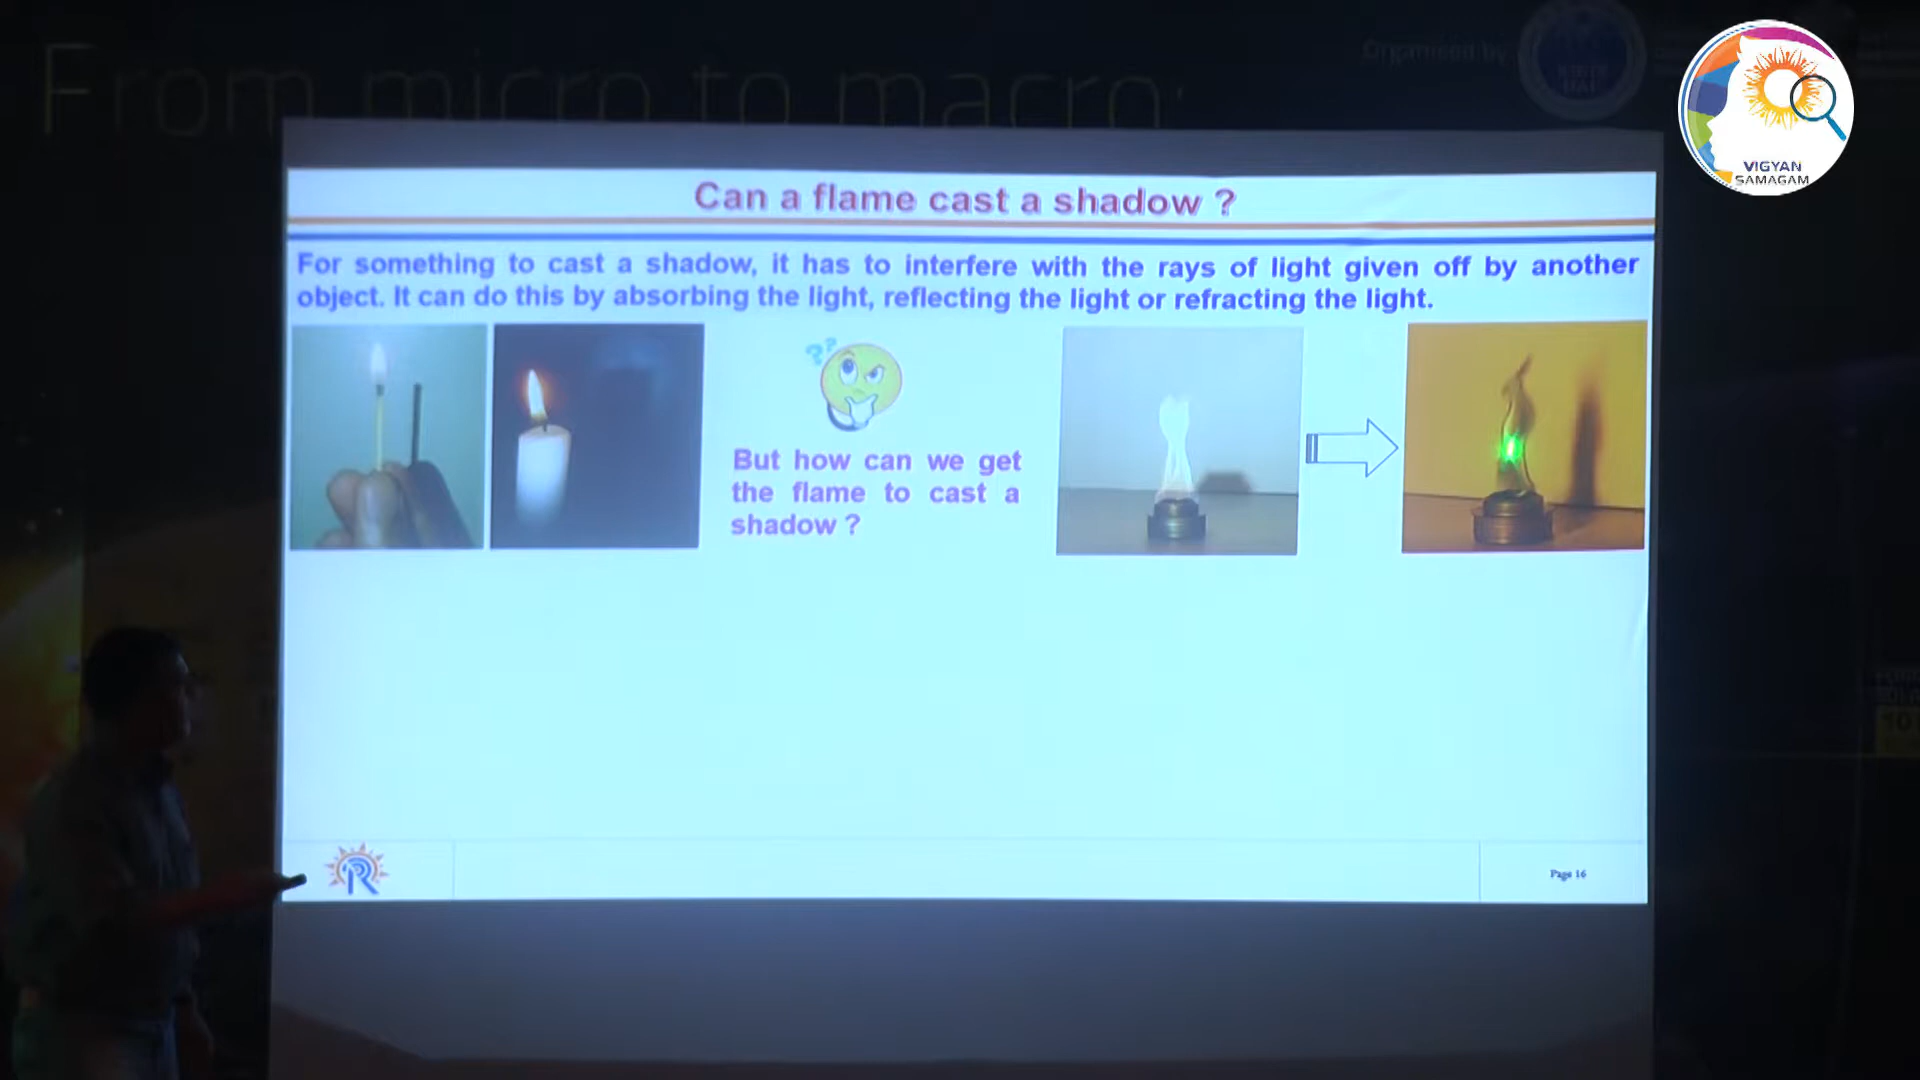 From micro to macro
Organised by
VIGYAN
SAMAGAM
Can a flame cast a shadow ?
For something to cast a shadow, it has to interfere with the rays of light given off by another
object. It can do this by absorbing the light, reflecting the light or refracting the light.
??
But how can we get
the flame to cast a
shadow ?
R
Page 16